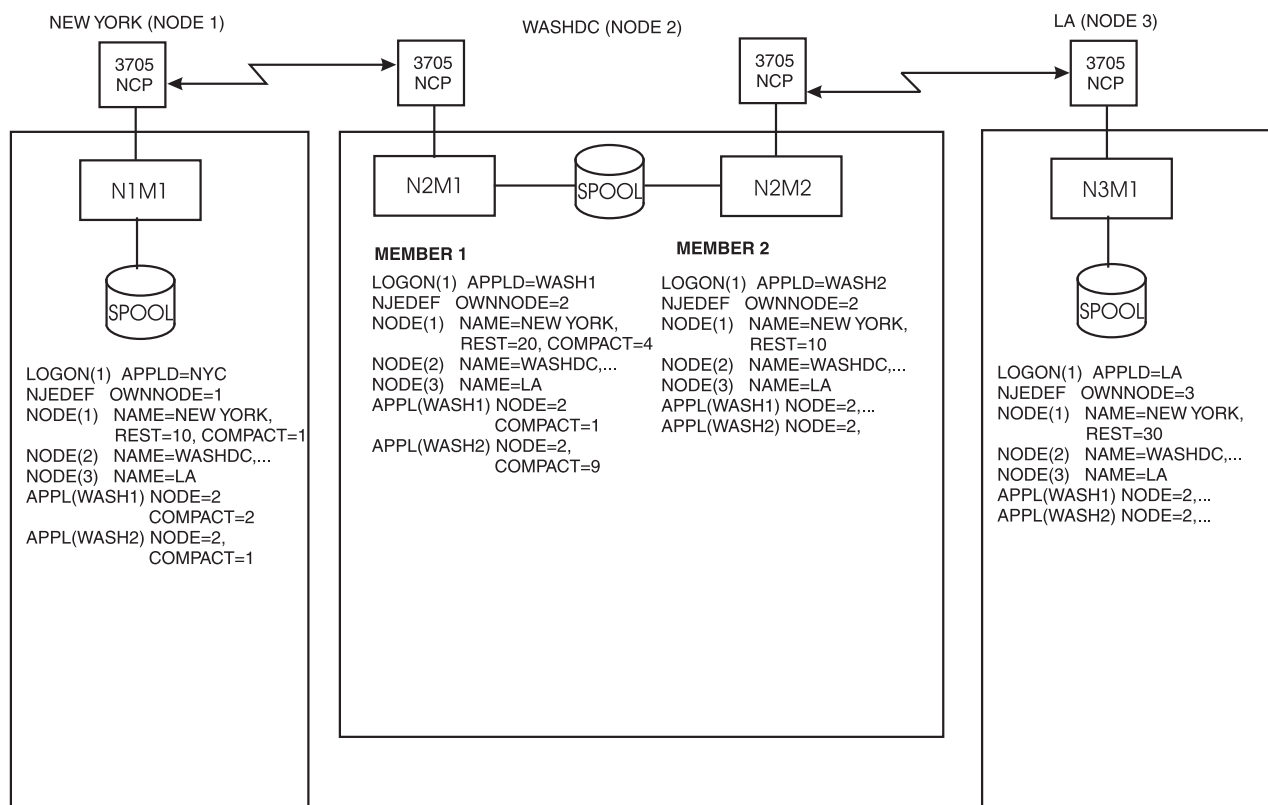 NEW YORK (NODE 1)
WASHDC (NODE 2)
LA (NODE 3)
3705
NCP
3705
NCP
3705
NCP
3705
NCP
N1M1
SPOOL
LOGON(1) APPLD=NYC
NJEDEF OWNNODE=1
NODE(1) NAME=NEW YORK,
REST=10, COMPACT=1
NODE(2) NAME=WASHDC,...
NODE(3) NAME=LA
APPL(WASH1) NODE=2
COMPACT=2
APPL(WASH2) NODE=2,
COMPACT=1
N2M1
SPOOL
N2M2
MEMBER 1
LOGON(1) APPLD=WASH1
NJEDEF OWNNODE=2
NODE(1) NAME=NEW YORK,
REST=20, COMPACT=4
NODE(2) NAME=WASHDC,...
NODE(3) NAME=LA
APPL(WASH1) NODE=2
COMPACT=1
APPL(WASH2) NODE=2,
COMPACT=9
MEMBER 2
LOGON(1) APPLD=WASH2
NJEDEF OWNNODE=2
NODE(1) NAME=NEW YORK,
REST=10
NODE(2) NAME=WASHDC,...
NODE(3) NAME=LA
APPL(WASH1) NODE=2,...
APPL(WASH2) NODE=2,
N3M1
SPOOL
LOGON(1) APPLD=LA
NJEDEF OWNNODE=3
NODE(1) NAME=NEW YORK,
REST=30
NODE(2) NAME=WASHDC,...
NODE(3) NAME=LA
APPL(WASH1) NODE=2,...
APPL(WASH2) NODE=2,...